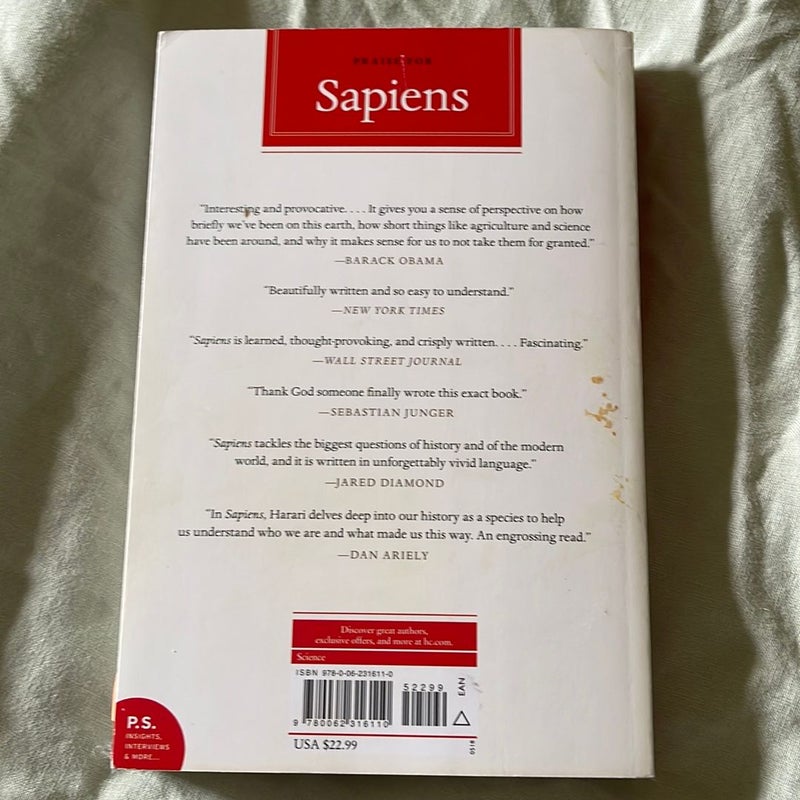 PRAISE FOR
Sapiens
"Interesting and provocative. . . . It gives you a sense of perspective on how
briefly we've been on this earth, how short things like agriculture and science
have been around, and why it makes sense for us to not take them for granted."
—BARACK OBAMA
"Beautifully written and so easy to understand."
—NEW YORK TIMES
"Sapiens is learned, thought-provoking, and crisply written. . . . Fascinating."
—WALL STREET JOURNAL
"Thank God someone finally wrote this exact book."
—SEBASTIAN JUNGER
"Sapiens tackles the biggest questions of history and of the modern
world, and it is written in unforgettably vivid language."
—JARED DIAMOND
"In Sapiens, Harari delves deep into our history as a species to help
us understand who we are and what made us this way. An engrossing read."
—DAN ARIELY
Discover great authors,
exclusive offers, and more at hc.com.
Science
ISBN 978-0-06-231611-0
52299
EAN
9 780062 316110
USA $22.99
0518
P.S.
INSIGHTS,
INTERVIEWS
& MORE...